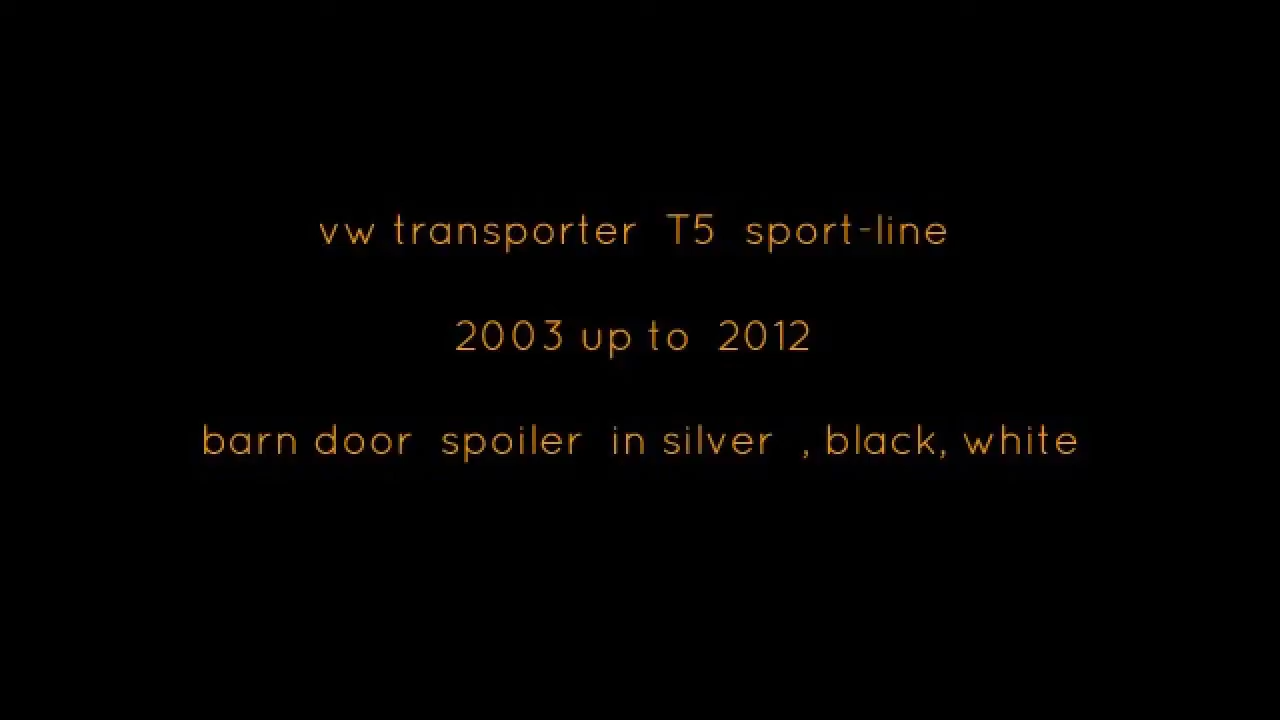 vw transporter T5 sport-line
2003 up to 2012
barn door spoiler in silver , black, white